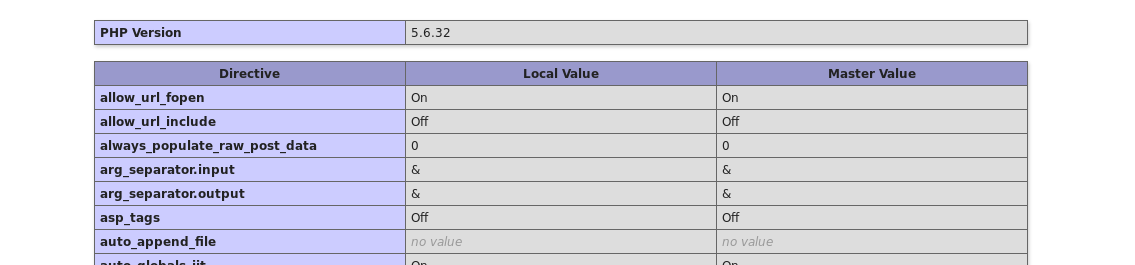 PHP Version 5.6.32
Directive Local Value Master Value
allow_url_fopen On On
allow_url_include Off Off
always_populate_raw_post_data 0 0
arg_separator.input & &
arg_separator.output & &
asp_tags Off Off
auto_append_file no value no value
auto_globals_jit On On